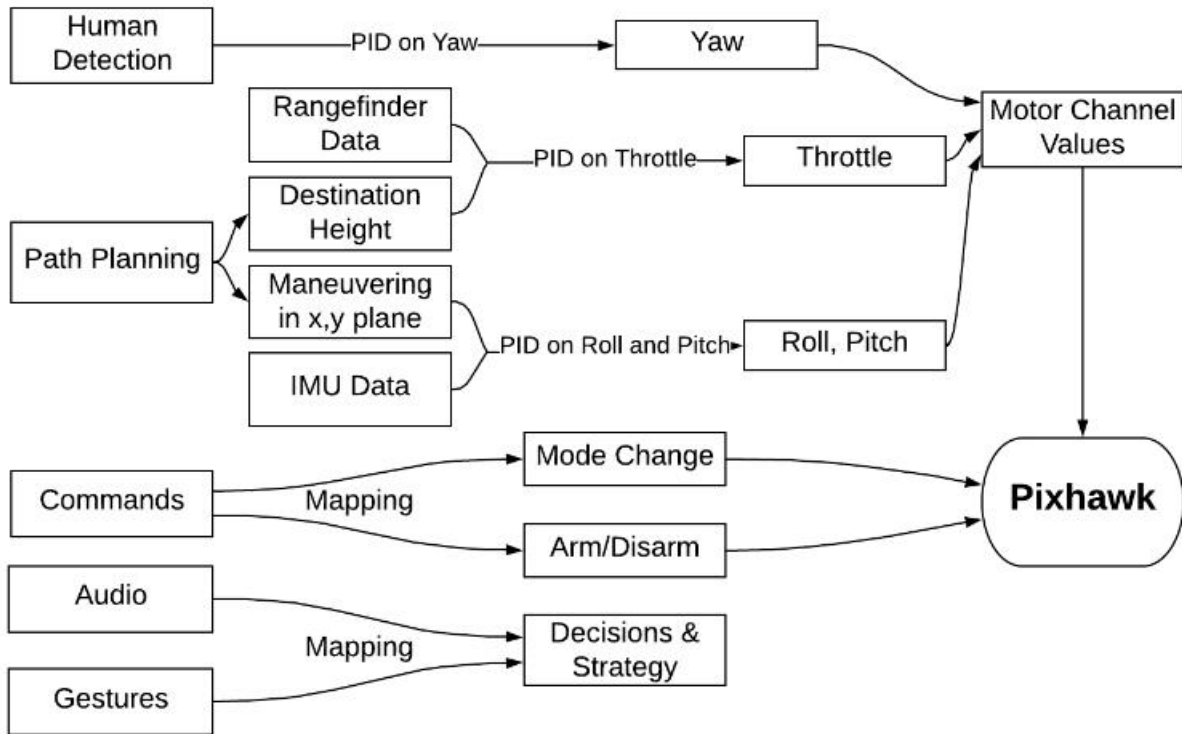 Human
Detection
PID on Yaw
Yaw
Rangefinder
Data
Motor Channel
Values
PID on Throttle
Throttle
Destination
Height
Path Planning
Maneuvering
in x,y plane
PID on Roll and Pitch
Roll, Pitch
IMU Data
Mode Change
Commands
Mapping
Pixhawk
Arm/Disarm
Audio
Mapping
Decisions &
Strategy
Gestures